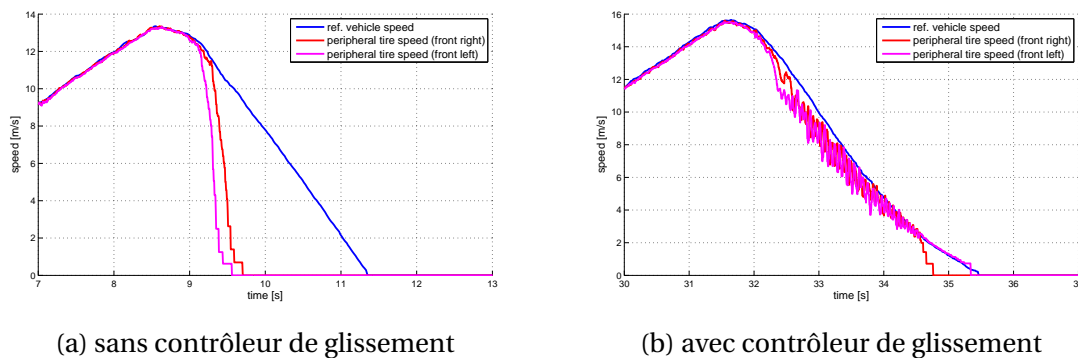 14
12
10
8
6
4
2
0
speed [m/s]
7
8
9
10
11
12
13
time [s]
ref. vehicle speed
peripheral tire speed (front right)
peripheral tire speed (front left)
(a) sans contrôleur de glissement
16
14
12
10
8
6
4
2
0
speed [m/s]
30
31
32
33
34
35
36
37
time [s]
ref. vehicle speed
peripheral tire speed (front right)
peripheral tire speed (front left)
(b) avec contrôleur de glissement